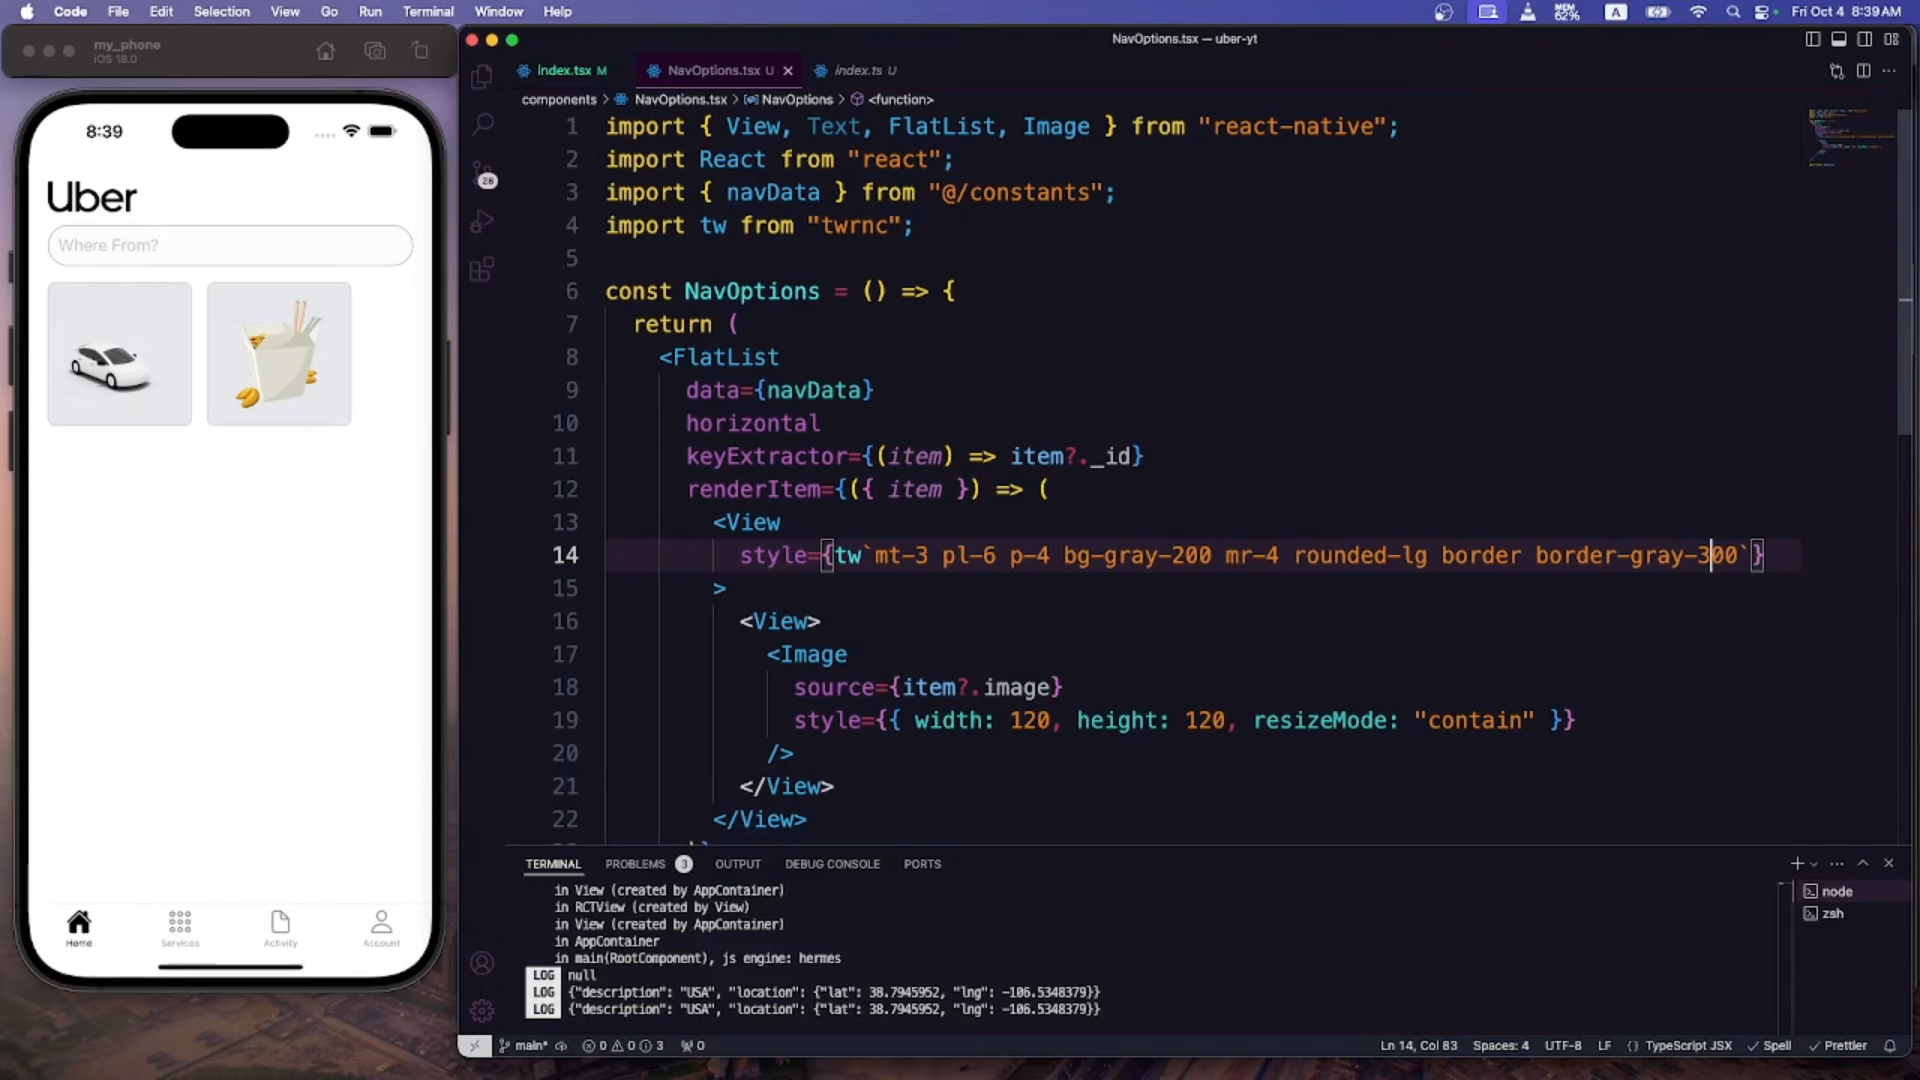 Code File Edit Selection View Go Run Terminal Window Help
MEM 62% A Fri Oct 4 8:39 AM
my_phone
iOS 18.0
8:39
Uber
Where From?
Home Services Activity Account
NavOptions.tsx — uber-yt
index.tsx M NavOptions.tsx U index.ts U
components > NavOptions.tsx > NavOptions > <function>
28
1 import { View, Text, FlatList, Image } from "react-native";
2 import React from "react";
3 import { navData } from "@/constants";
4 import tw from "twrnc";
5
6 const NavOptions = () => {
7 return (
8 <FlatList
9 data={navData}
10 horizontal
11 keyExtractor={(item) => item?._id}
12 renderItem={({ item }) => (
13 <View
14 style={tw`mt-3 pl-6 p-4 bg-gray-200 mr-4 rounded-lg border border-gray-300`}
15 >
16 <View>
17 <Image
18 source={item?.image}
19 style={{ width: 120, height: 120, resizeMode: "contain" }}
20 />
21 </View>
22 </View>
TERMINAL PROBLEMS 3 OUTPUT DEBUG CONSOLE PORTS
in View (created by AppContainer)
in RCTView (created by View)
in View (created by AppContainer)
in AppContainer
in main(RootComponent), js engine: hermes
LOG null
LOG {"description": "USA", "location": {"lat": 38.7945952, "lng": -106.5348379}}
LOG {"description": "USA", "location": {"lat": 38.7945952, "lng": -106.5348379}}
node
zsh
main* 0 0 3 0
Ln 14, Col 83 Spaces: 4 UTF-8 LF {} TypeScript JSX Spell Prettier